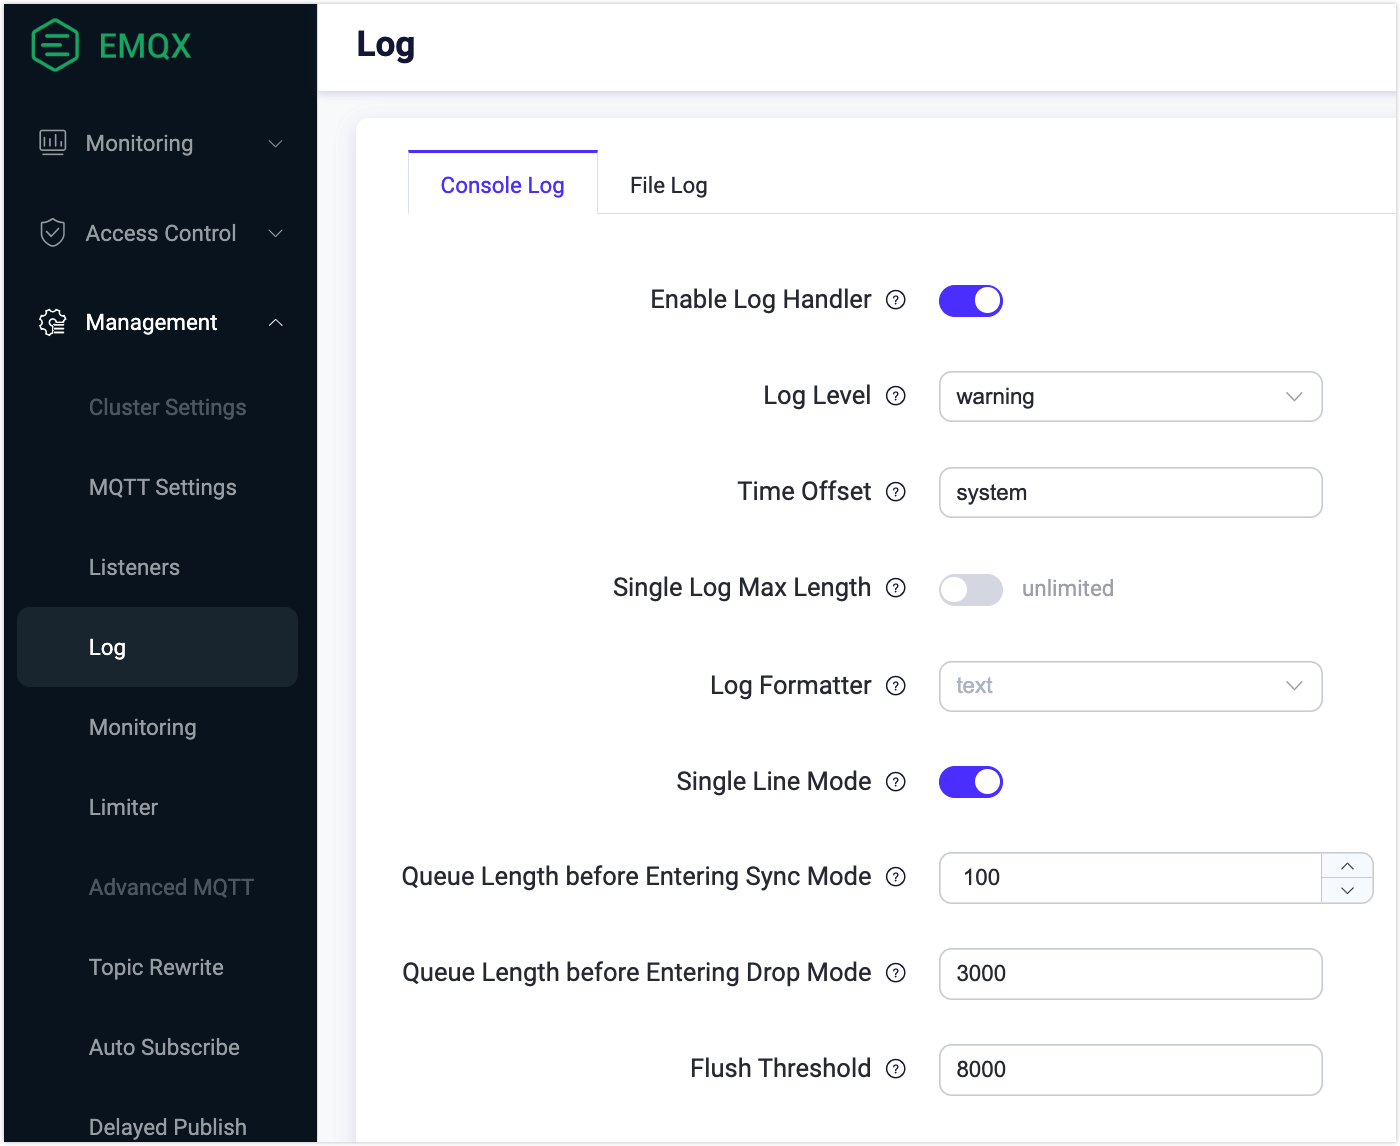 EMQX
Monitoring
Access Control
Management
Cluster Settings
MQTT Settings
Listeners
Log
Monitoring
Limiter
Advanced MQTT
Topic Rewrite
Auto Subscribe
Delayed Publish
Log
Console Log
File Log
Enable Log Handler
Log Level
warning
Time Offset
system
Single Log Max Length
unlimited
Log Formatter
text
Single Line Mode
Queue Length before Entering Sync Mode
100
Queue Length before Entering Drop Mode
3000
Flush Threshold
8000